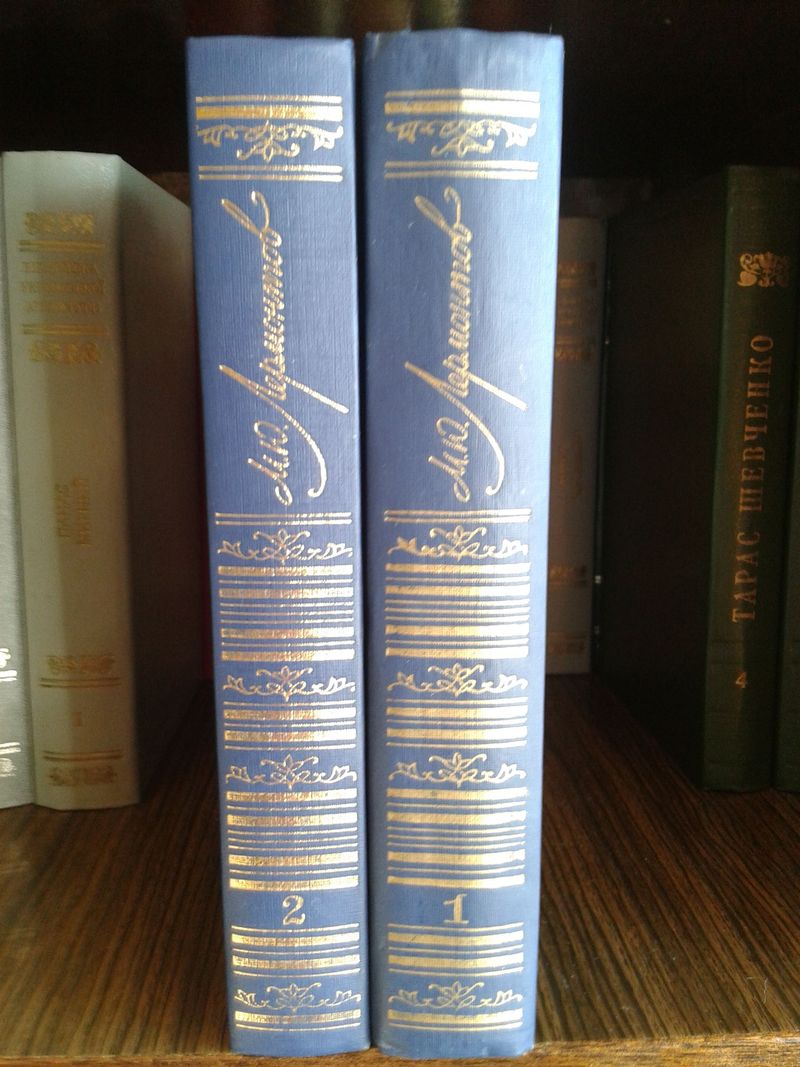 М.Ю. Лермонтов
2
М.Ю. Лермонтов
1
ТАРАС ШЕВЧЕНКО
4